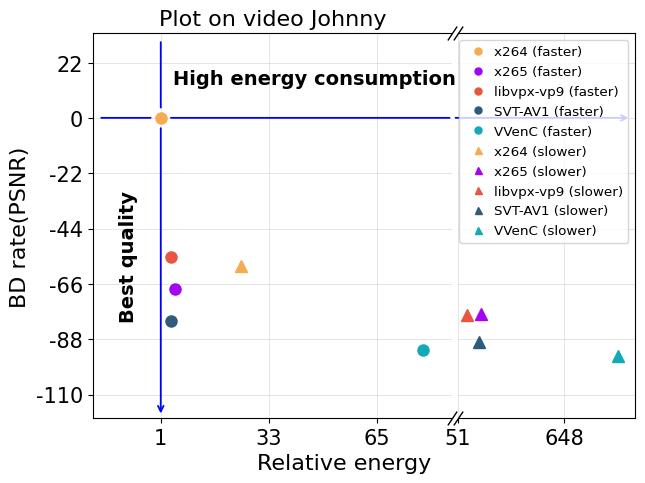 Plot on video Johnny
High energy consumption
Best quality
x264 (faster)
x265 (faster)
libvpx-vp9 (faster)
SVT-AV1 (faster)
VVenC (faster)
x264 (slower)
x265 (slower)
libvpx-vp9 (slower)
SVT-AV1 (slower)
VVenC (slower)
BD rate(PSNR)
22
0
-22
-44
-66
-88
-110
1 33 65 51 648
Relative energy